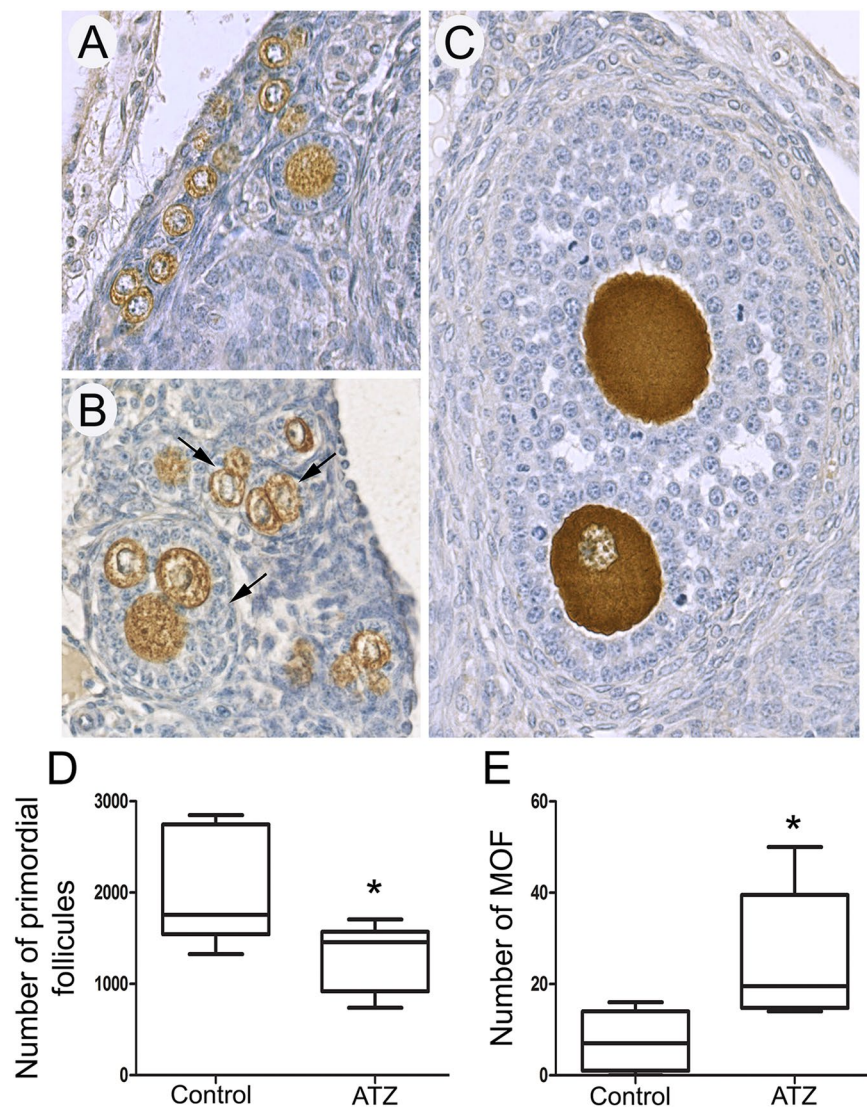 A
C
B
D
E
Number of primordial
follicules
3000
2000
1000
0
*
Control
ATZ
Number of MOF
60
40
20
0
*
Control
ATZ